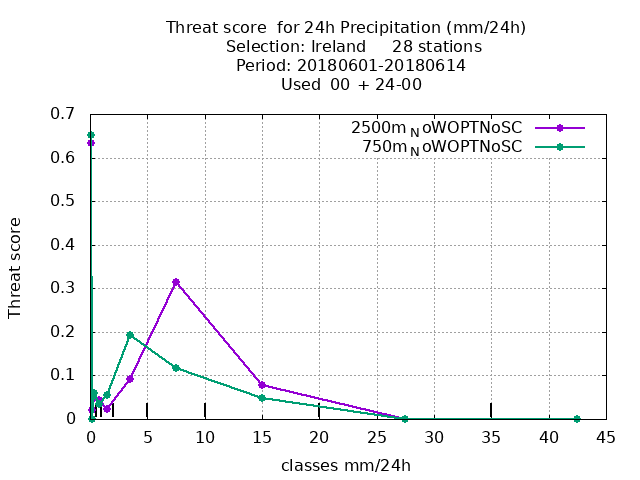 Threat score  for 24h Precipitation (mm/24h)
Selection: Ireland     28 stations
Period: 20180601-20180614
Used  00 + 24-00
2500m_NoWOPTNoSC
750m_NoWOPTNoSC
0.7
0.6
0.5
0.4
0.3
0.2
0.1
0
Threat score
0 5 10 15 20 25 30 35 40 45
classes mm/24h